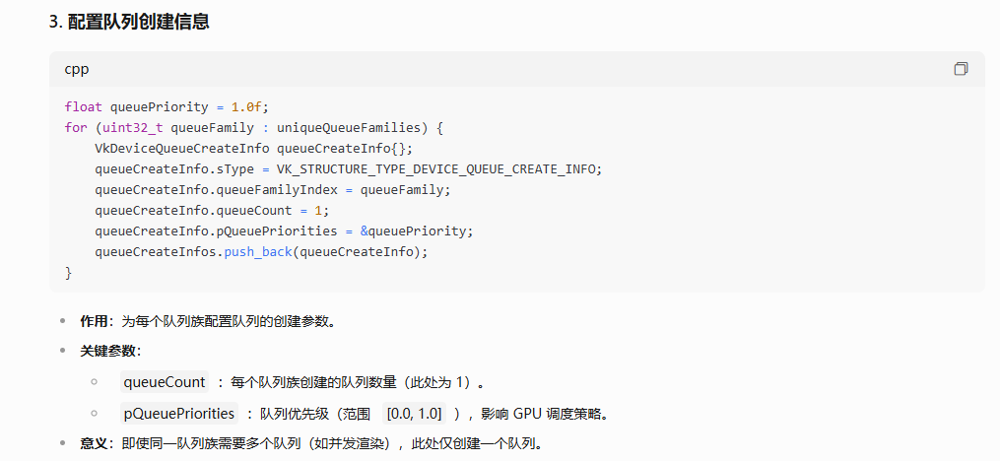 3. 配置队列创建信息
cpp
float queuePriority = 1.0f;
for (uint32_t queueFamily : uniqueQueueFamilies) {
    VkDeviceQueueCreateInfo queueCreateInfo{};
    queueCreateInfo.sType = VK_STRUCTURE_TYPE_DEVICE_QUEUE_CREATE_INFO;
    queueCreateInfo.queueFamilyIndex = queueFamily;
    queueCreateInfo.queueCount = 1;
    queueCreateInfo.pQueuePriorities = &queuePriority;
    queueCreateInfos.push_back(queueCreateInfo);
}
作用：为每个队列族配置队列的创建参数。
关键参数：
queueCount ：每个队列族创建的队列数量（此处为 1）。
pQueuePriorities ：队列优先级（范围 [0.0, 1.0] ），影响 GPU 调度策略。
意义：即使同一队列族需要多个队列（如并发渲染），此处仅创建一个队列。